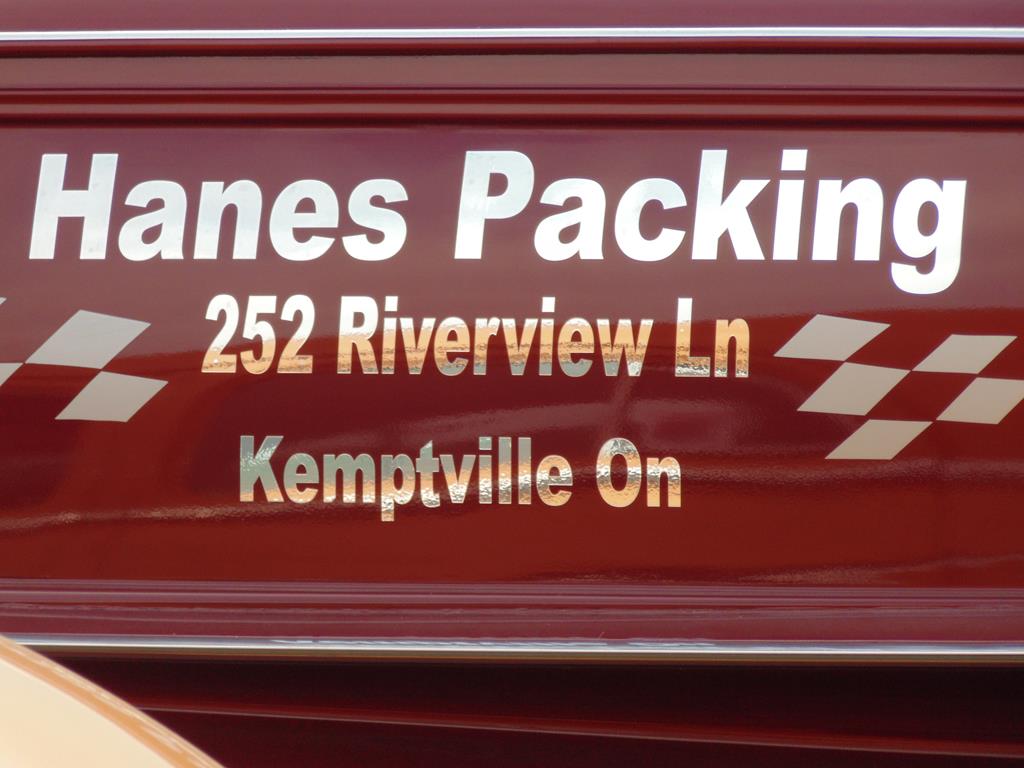 Hanes Packing
252 Riverview Ln
Kemptville On